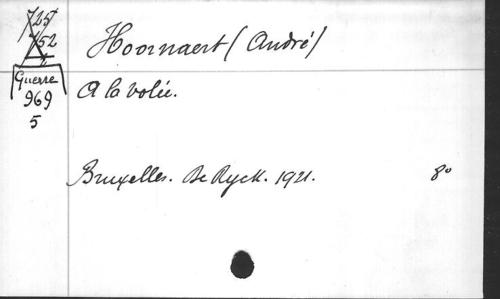 Hoornaert (André)
A la volée.
Bruxelles. De Ryck. 1921. 8°
Guerre
969
5